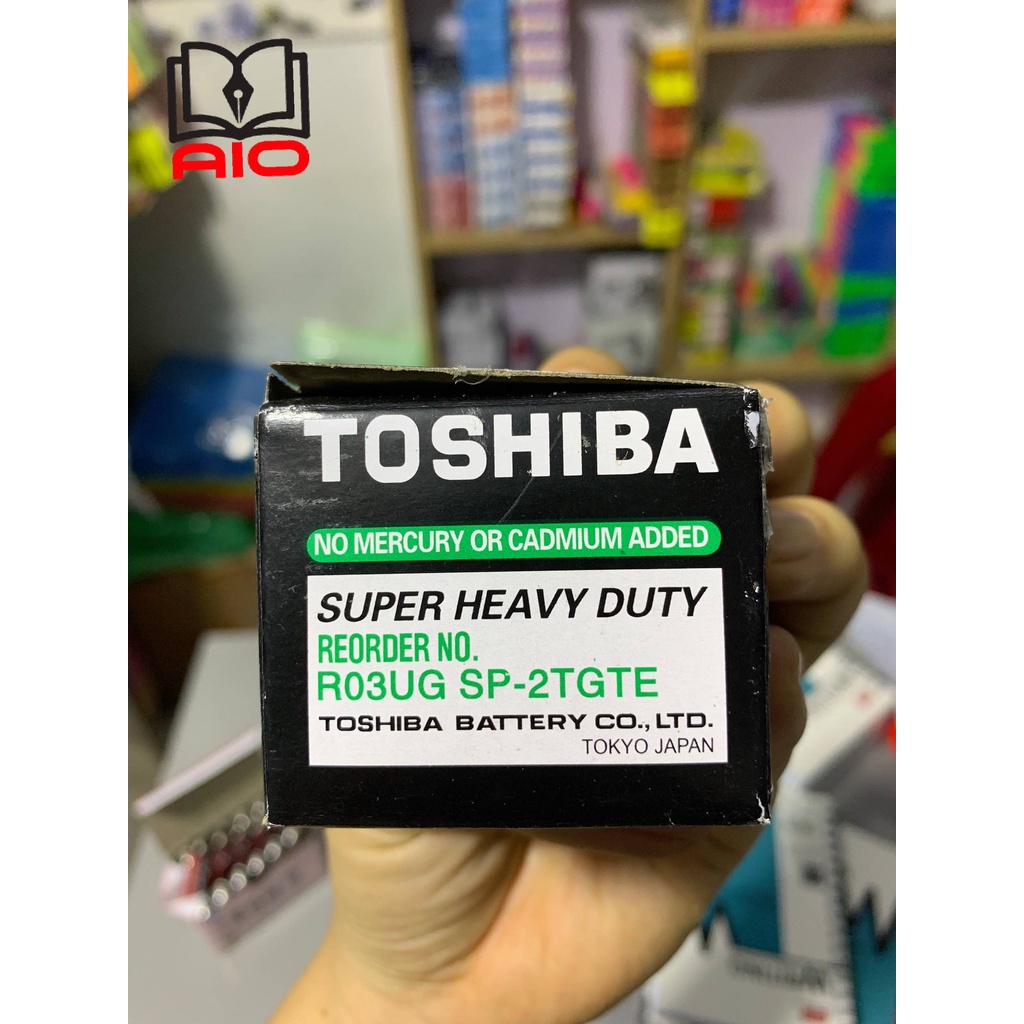 AIO
TOSHIBA
NO MERCURY OR CADMIUM ADDED
SUPER HEAVY DUTY
REORDER NO.
R03UG SP-2TGTE
TOSHIBA BATTERY CO., LTD.
TOKYO JAPAN